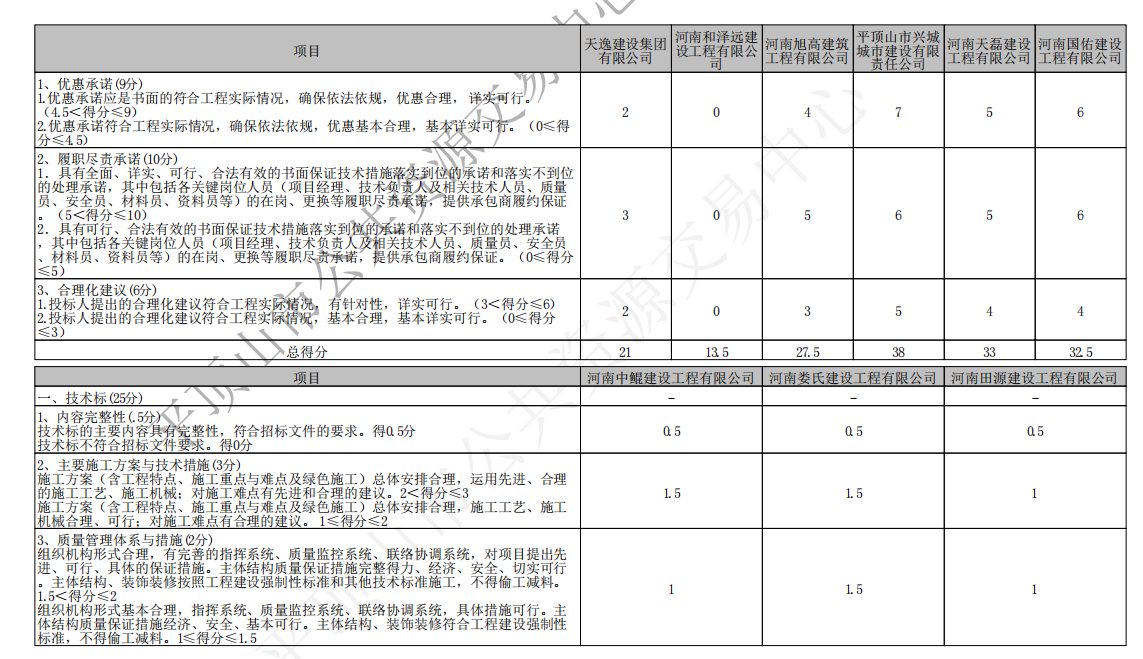 项目
天逸建设集团
有限公司
河南和泽远建
设工程有限公
司
河南旭高建筑
工程有限公司
平顶山市兴城
城市建设有限
责任公司
河南天磊建设
工程有限公司
河南国佑建设
工程有限公司
1、优惠承诺(9分)
1.优惠承诺应是书面的符合工程实际情况，确保依法依规，优惠合理， 详实可行。
（4.5＜得分≤9）
2.优惠承诺符合工程实际情况，确保依法依规，优惠基本合理，基本详实可行。（0≤得
分≤4.5）
2
0
4
7
5
6
2、履职尽责承诺(10分)
1．具有全面、详实、可行、合法有效的书面保证技术措施落实到位的承诺和落实不到位
的处理承诺，其中包括各关键岗位人员（项目经理、技术负责人及相关技术人员、质量
员、安全员、材料员、资料员等）的在岗、更换等履职尽责承诺，提供承包商履约保证
。（5＜得分≤10）
2．具有可行、合法有效的书面保证技术措施落实到位的承诺和落实不到位的处理承诺
，其中包括各关键岗位人员（项目经理、技术负责人及相关技术人员、质量员、安全员
、材料员、资料员等）的在岗、更换等履职尽责承诺，提供承包商履约保证。（0≤得分
≤5）
3
0
5
6
5
6
3、合理化建议(6分)
1.投标人提出的合理化建议符合工程实际情况，有针对性，详实可行。（3＜得分≤6）
2.投标人提出的合理化建议符合工程实际情况，基本合理，基本详实可行。（0≤得分
≤3）
2
0
3
5
4
4
总得分
21
13.5
27.5
38
33
32.5
项目
河南中鲲建设工程有限公司
河南娄氏建设工程有限公司
河南田源建设工程有限公司
一、技术标(25分)
-
-
-
1、内容完整性(.5分)
技术标的主要内容具有完整性，符合招标文件的要求。得0.5分
技术标不符合招标文件要求。得0分
0.5
0.5
0.5
2、主要施工方案与技术措施(3分)
施工方案（含工程特点、施工重点与难点及绿色施工）总体安排合理，运用先进、合理
的施工工艺、施工机械；对施工难点有先进和合理的建议。2＜得分≤3
施工方案（含工程特点、施工重点与难点及绿色施工）总体安排合理，施工工艺、施工
机械合理、可行；对施工难点有合理的建议。 1≤得分≤2
1.5
1.5
1
3、质量管理体系与措施(2分)
组织机构形式合理，有完善的指挥系统、质量监控系统、联络协调系统，对项目提出先
进、可行、具体的保证措施。主体结构质量保证措施完整得力、经济、安全、切实可行
。主体结构、装饰装修按照工程建设强制性标准和其他技术标准施工，不得偷工减料。
1.5＜得分≤2
组织机构形式基本合理，指挥系统、质量监控系统、联络协调系统，具体措施可行。主
体结构质量保证措施经济、安全、基本可行。主体结构、装饰装修符合工程建设强制性
标准，不得偷工减料。1≤得分≤1.5
1
1.5
1
平顶山市公共资源交易中心
平顶山市公共资源交易中心